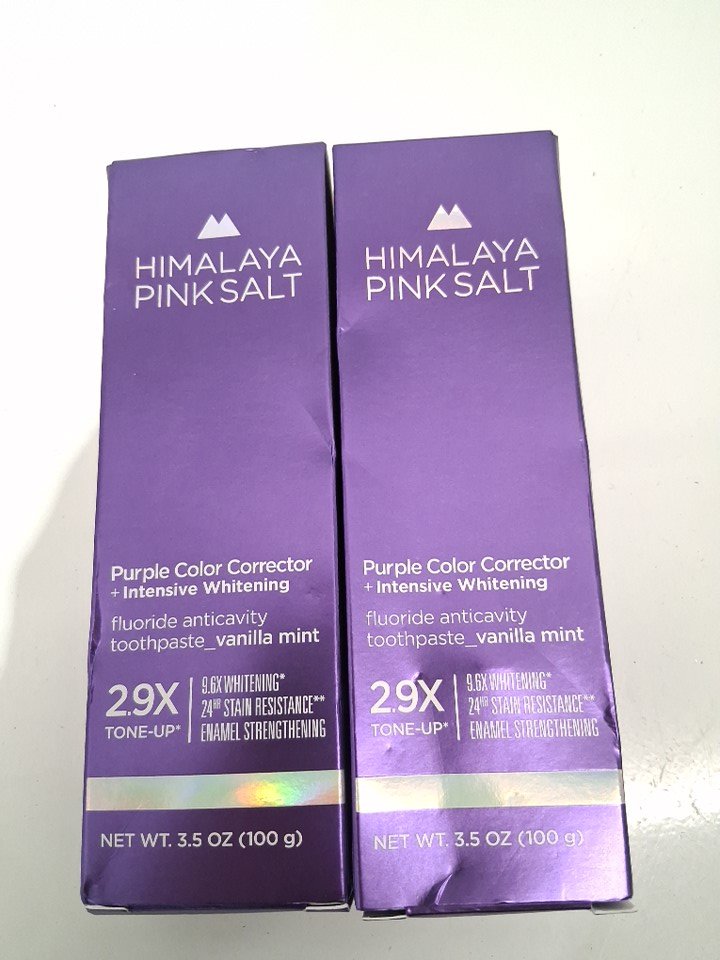 HIMALAYA
PINK SALT
Purple Color Corrector
+ Intensive Whitening
fluoride anticavity
toothpaste_vanilla mint
2.9X
TONE-UP*
9.6X WHITENING*
24HR STAIN RESISTANCE**
ENAMEL STRENGTHENING
NET WT. 3.5 OZ (100 g)
HIMALAYA
PINK SALT
Purple Color Corrector
+ Intensive Whitening
fluoride anticavity
toothpaste_vanilla mint
2.9X
TONE-UP*
9.6X WHITENING*
24HR STAIN RESISTANCE**
ENAMEL STRENGTHENING
NET WT. 3.5 OZ (100 g)